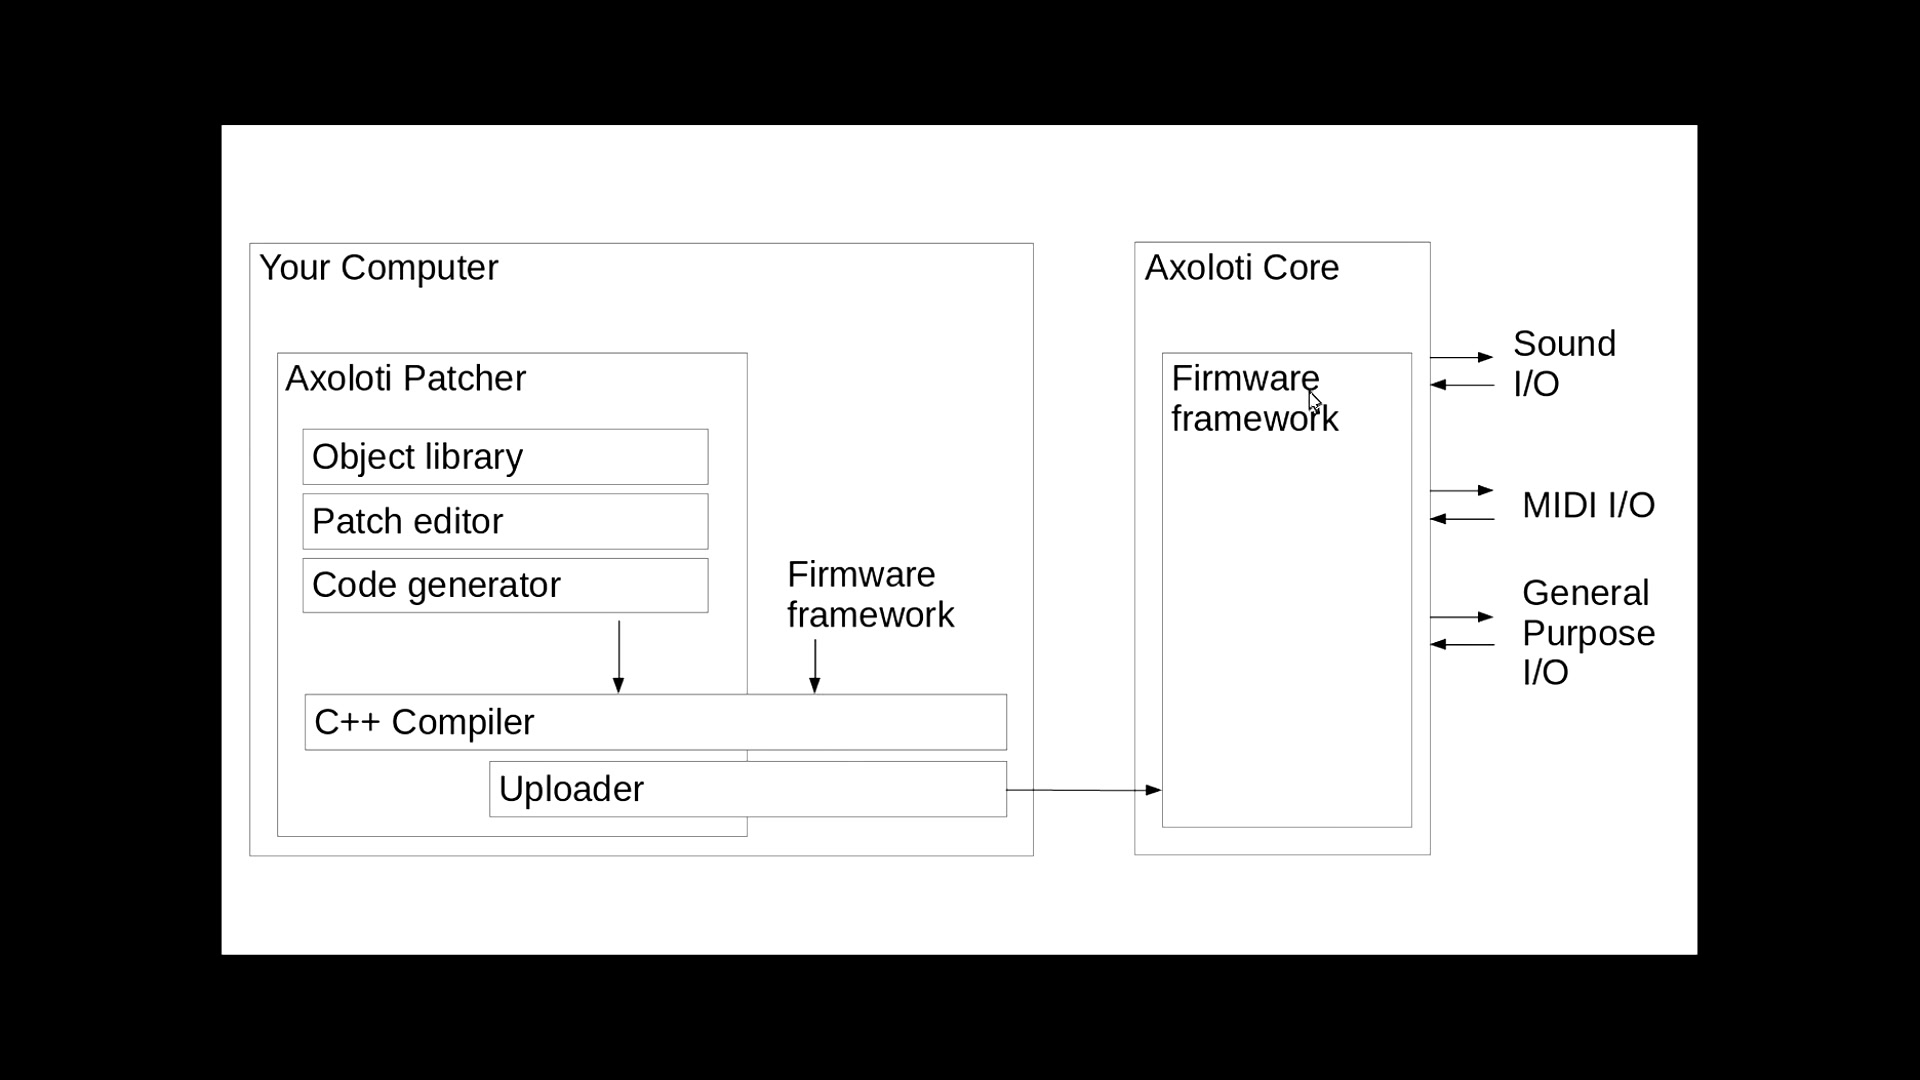 Your Computer
Axoloti Patcher
Object library
Patch editor
Code generator
Firmware
framework
C++ Compiler
Uploader
Axoloti Core
Firmware
framework
Sound
I/O
MIDI I/O
General
Purpose
I/O